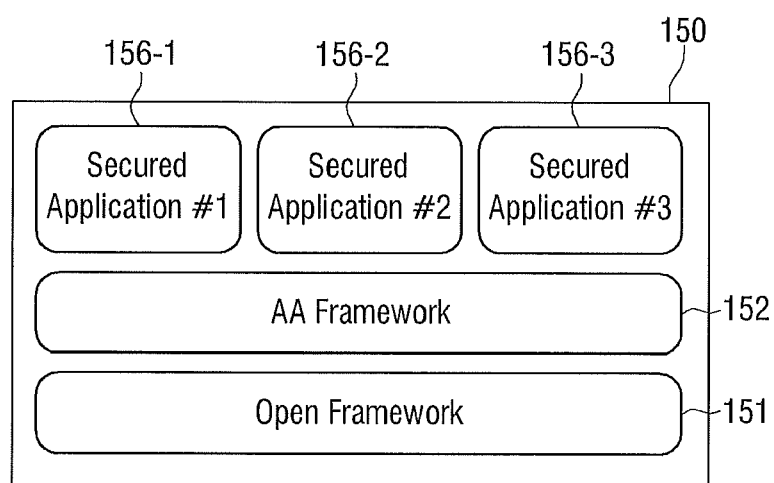 156-1 156-2 156-3 150
Secured Application #1
Secured Application #2
Secured Application #3
AA Framework 152
Open Framework 151